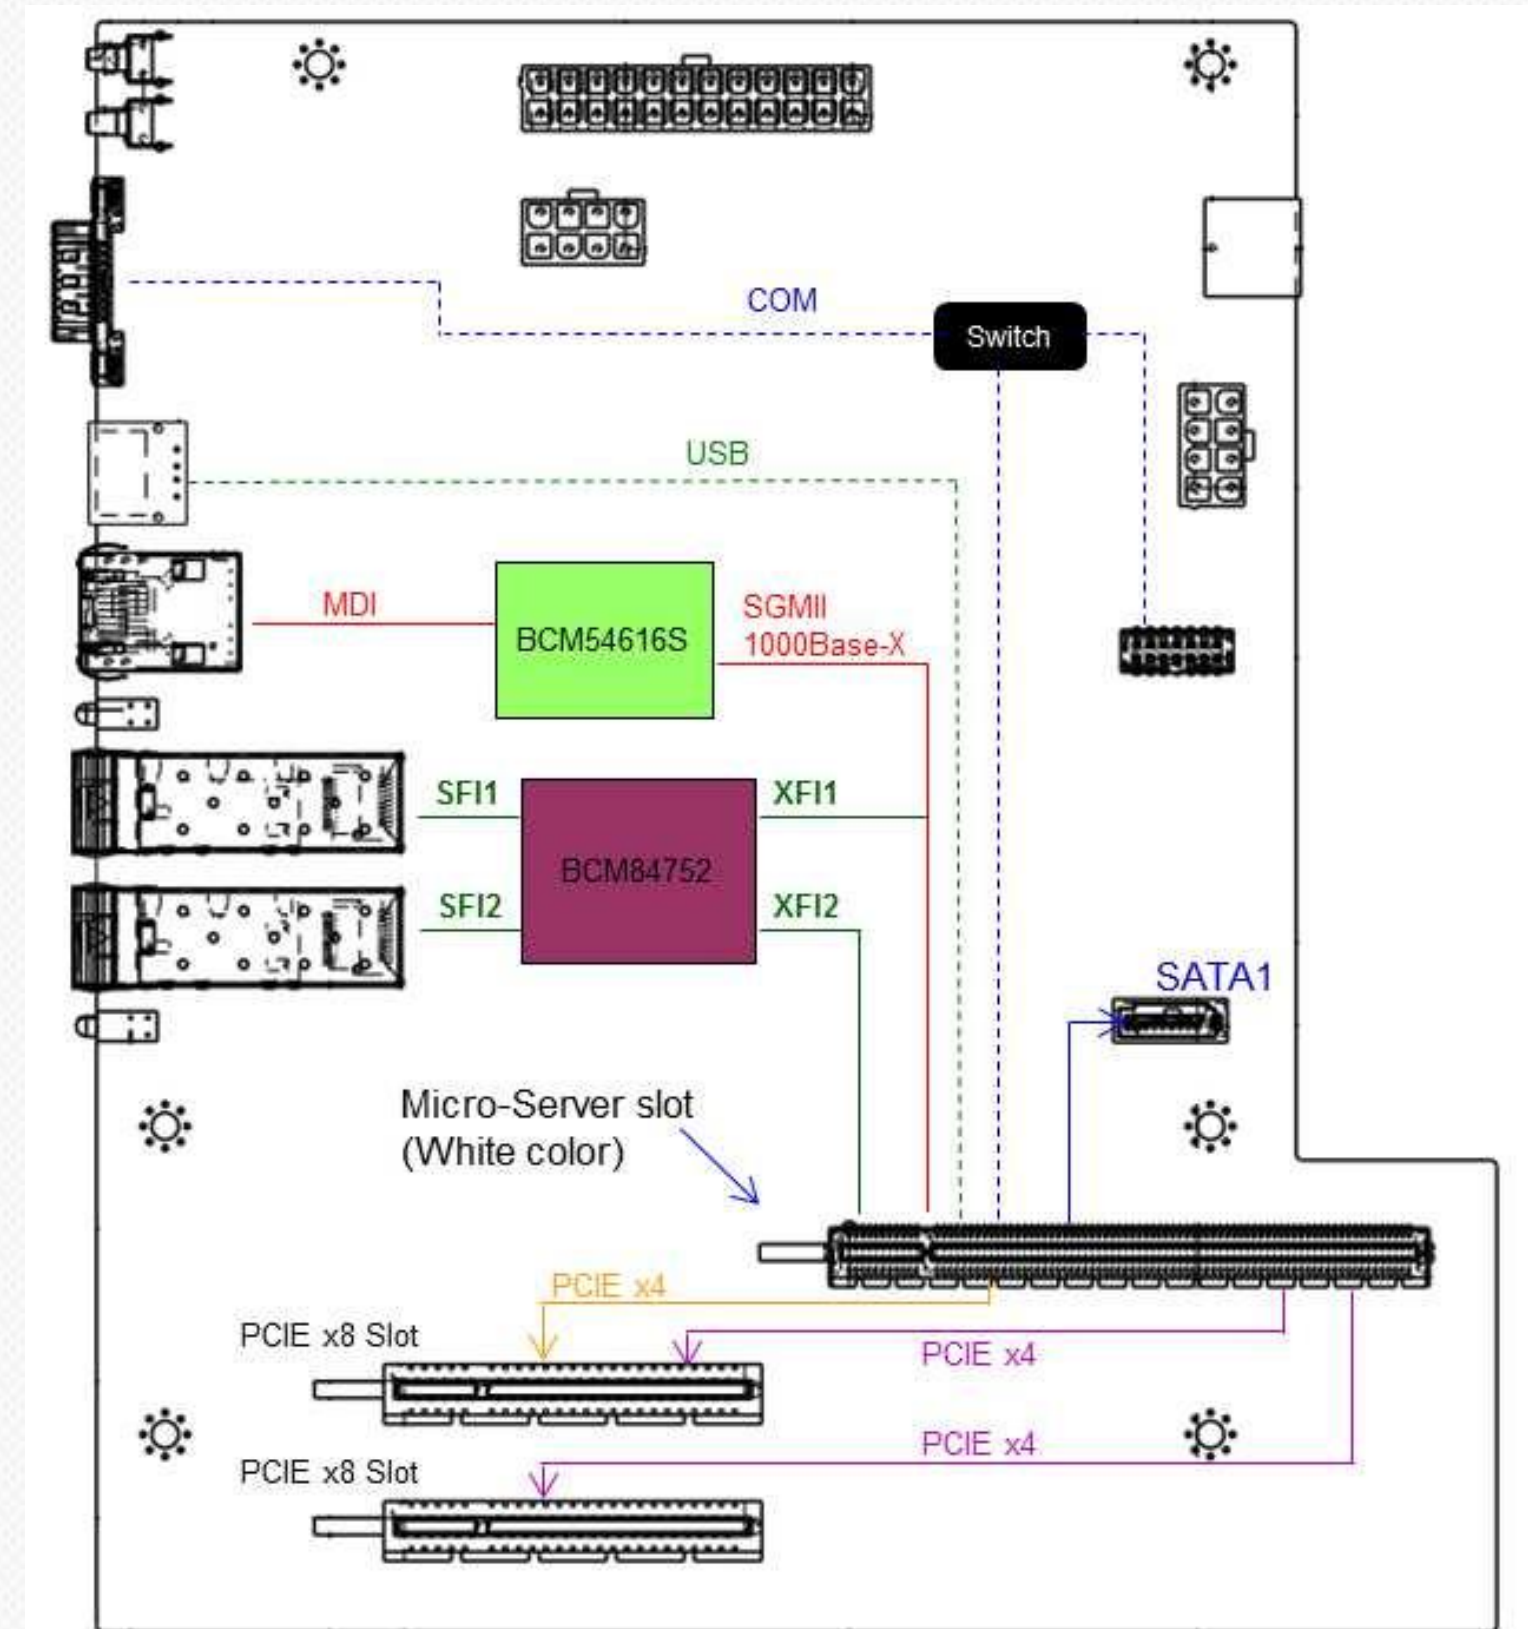 COM
Switch
USB
MDI
BCM54616S
SGMII
1000Base-X
SFI1
XFI1
BCM84752
SFI2
XFI2
SATA1
Micro-Server slot
(White color)
PCIE x4
PCIE x8 Slot
PCIE x4
PCIE x4
PCIE x8 Slot